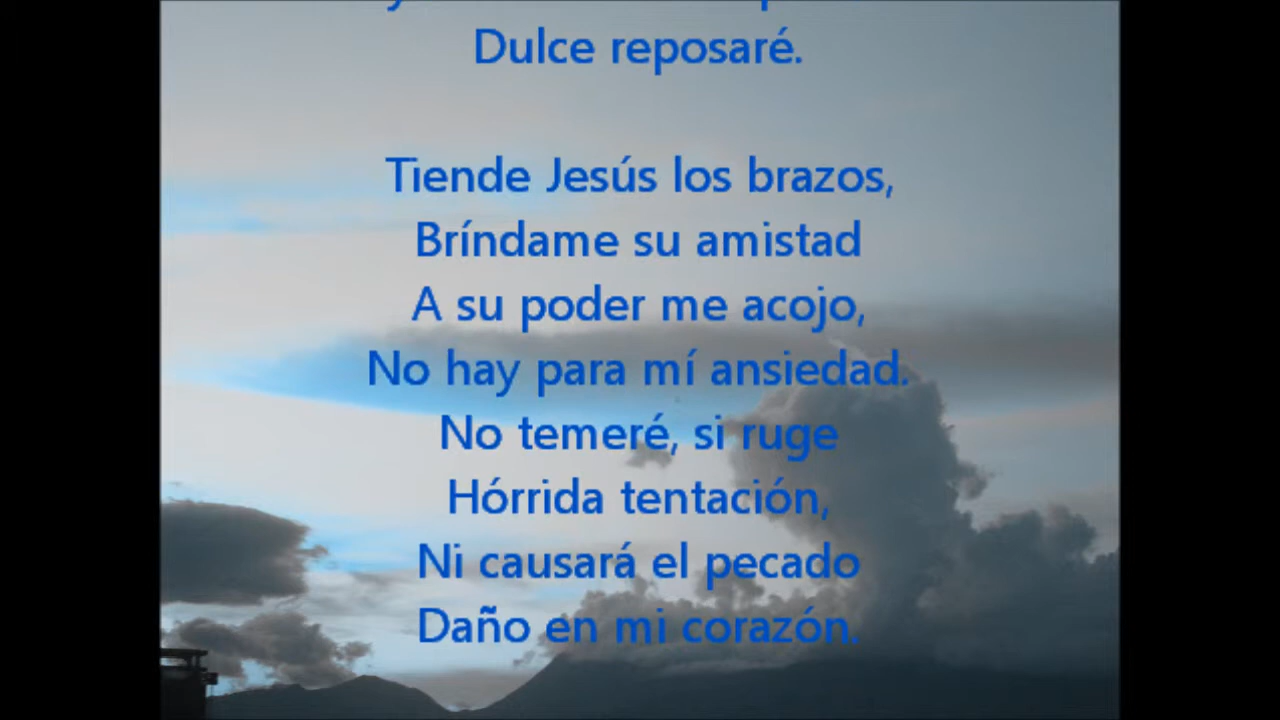 Dulce reposaré.
Tiende Jesús los brazos,
Bríndame su amistad
A su poder me acojo,
No hay para mí ansiedad.
No temeré, si ruge
Hórrida tentación,
Ni causará el pecado
Daño en mi corazón.